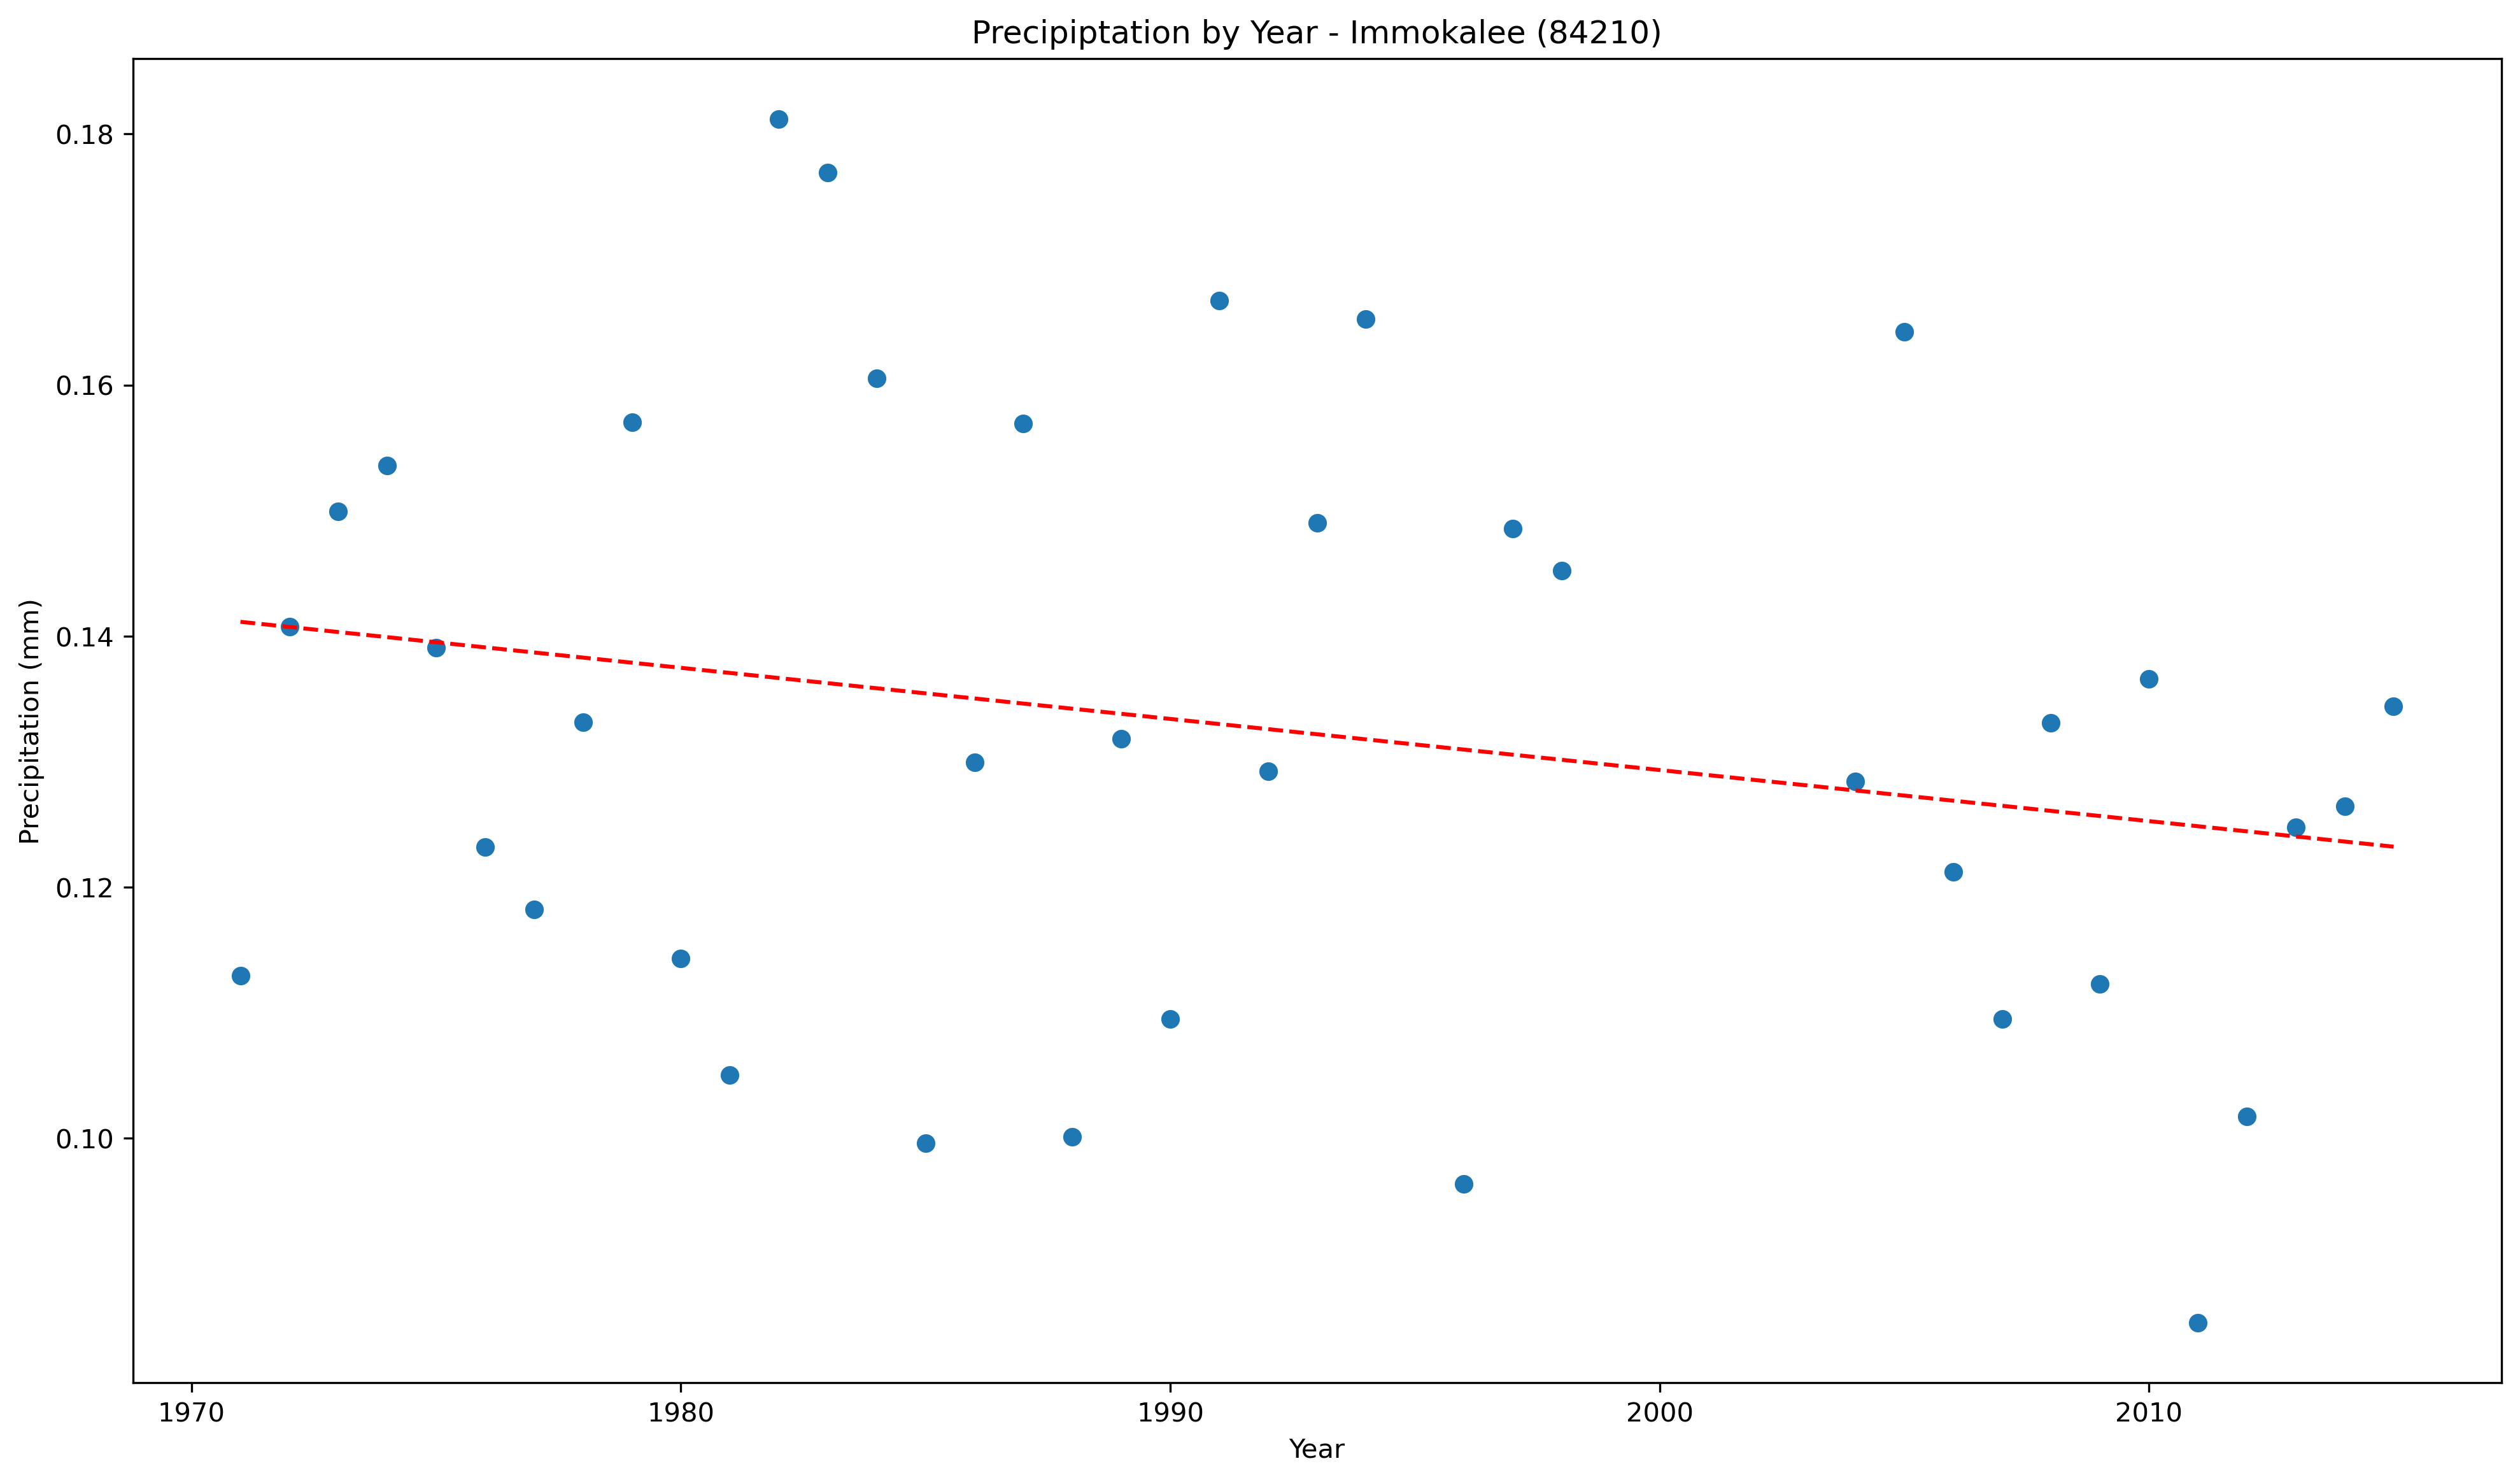 Precipiptation by Year - Immokalee (84210)
Precipitation (mm)
0.18
0.16
0.14
0.12
0.10
1970 1980 1990 2000 2010
Year